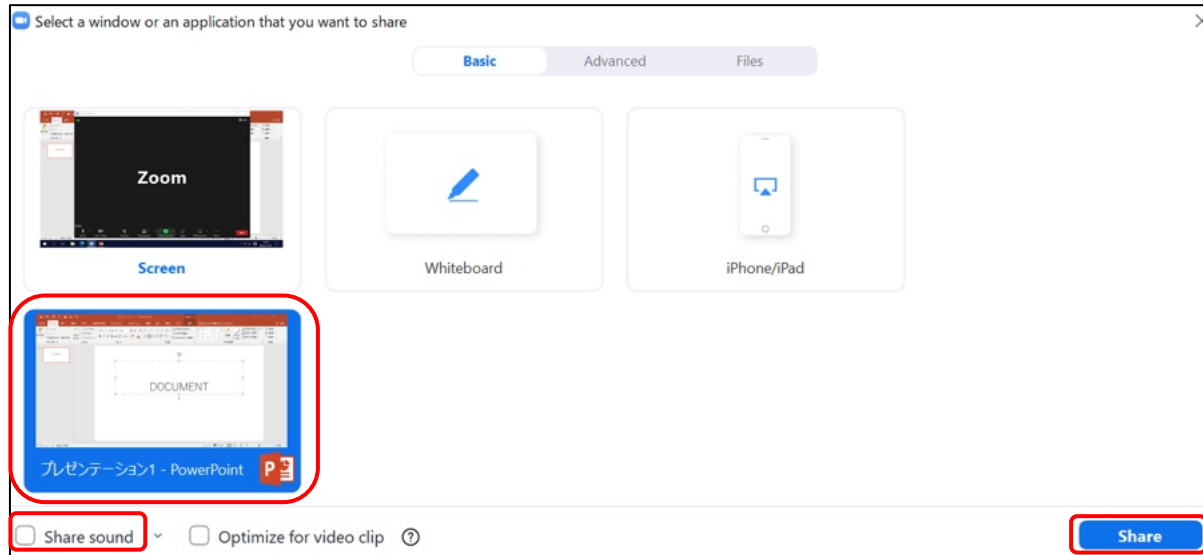 Select a window or an application that you want to share
Basic Advanced Files
Zoom
Screen Whiteboard iPhone/iPad
DOCUMENT
プレゼンテーション1 - PowerPoint
Share sound Optimize for video clip Share